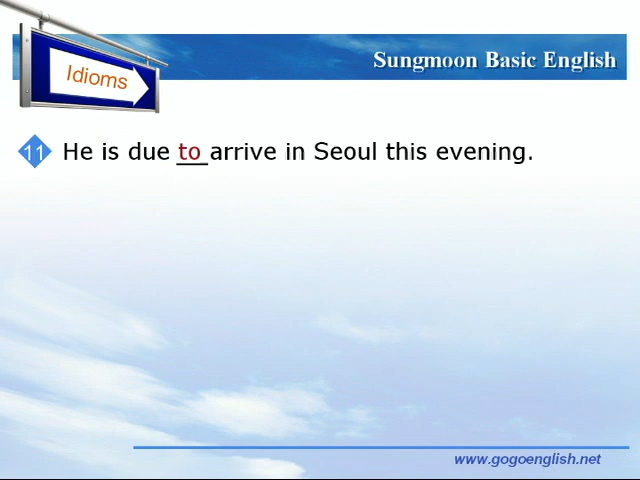 Sungmoon Basic English
Idioms
11 He is due to arrive in Seoul this evening.
www.gogoenglish.net